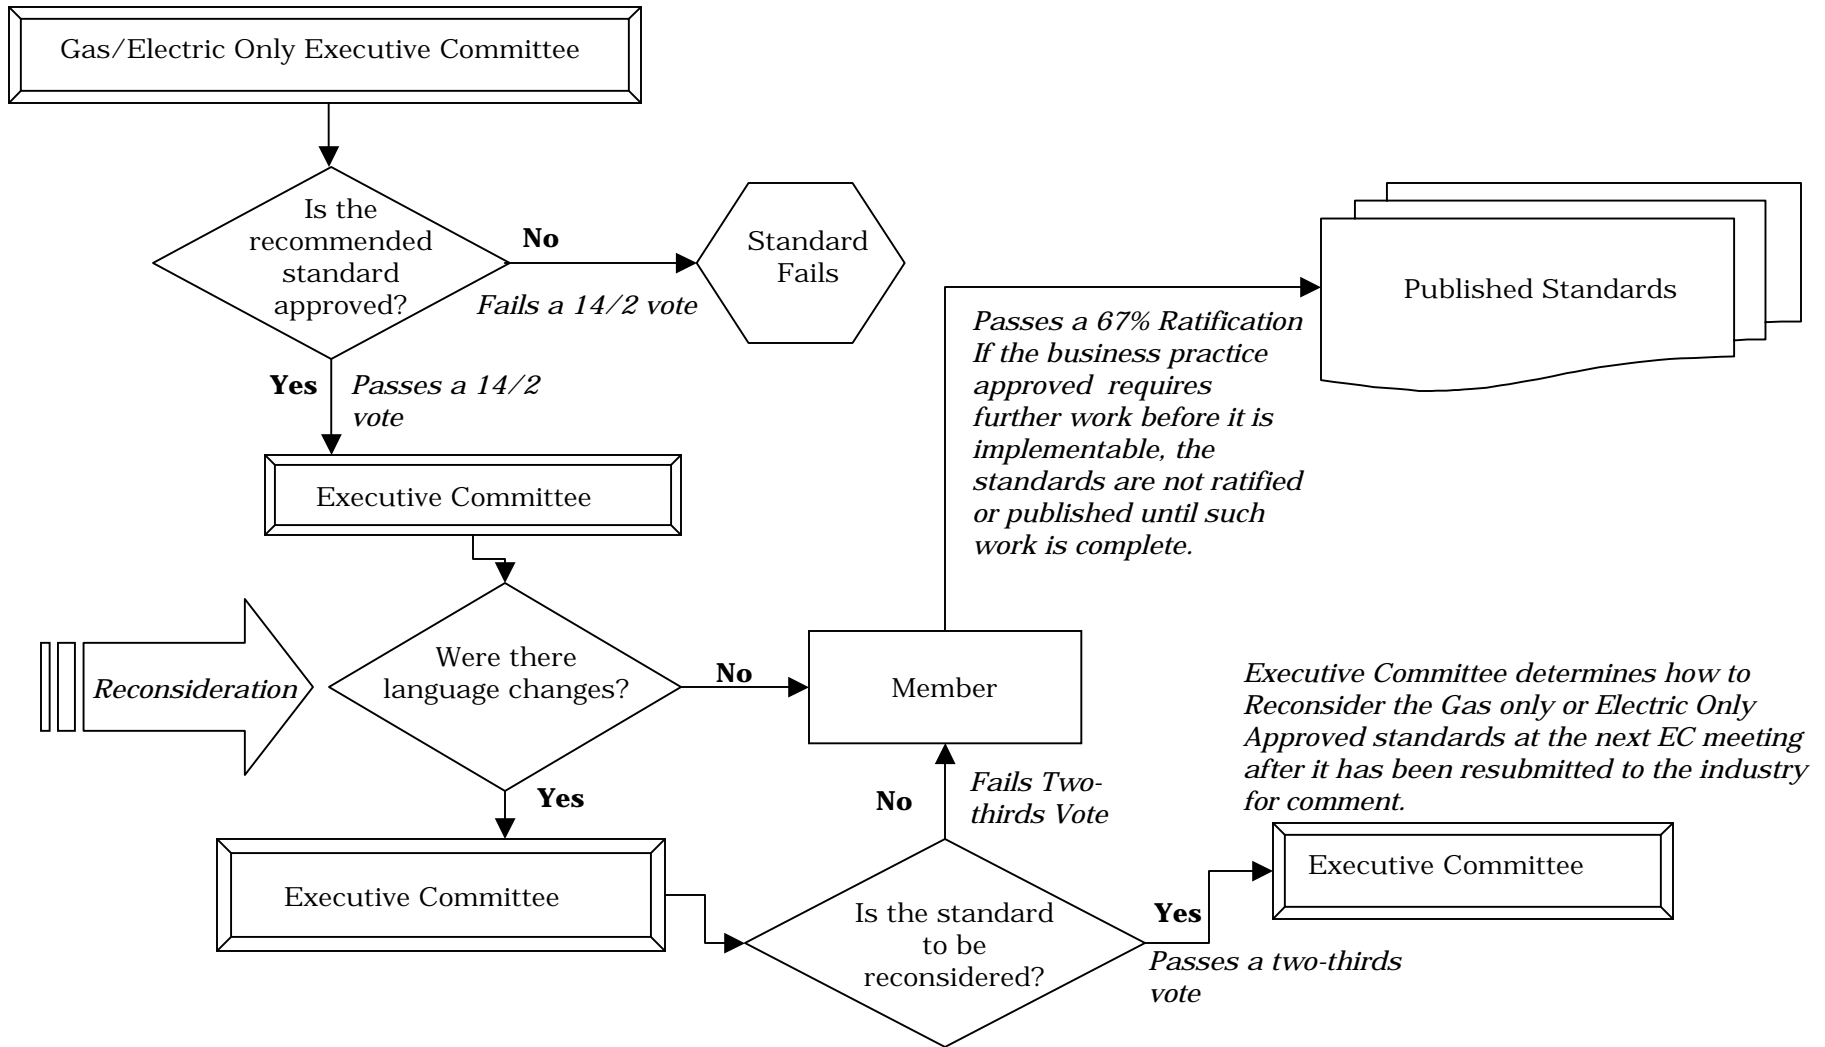 Gas/Electric Only Executive Committee
Is the
recommended
standard
approved?
No
Fails a 14/2 vote
Standard
Fails
Yes
Passes a 14/2
vote
Executive Committee
Reconsideration
Were there
language changes?
No
Member
Yes
Executive Committee
Is the standard
to be
reconsidered?
No
Fails Two-
thirds Vote
Yes
Passes a two-thirds
vote
Passes a 67% Ratification
If the business practice
approved requires
further work before it is
implementable, the
standards are not ratified
or published until such
work is complete.
Published Standards
Executive Committee determines how to
Reconsider the Gas only or Electric Only
Approved standards at the next EC meeting
after it has been resubmitted to the industry
for comment.
Executive Committee